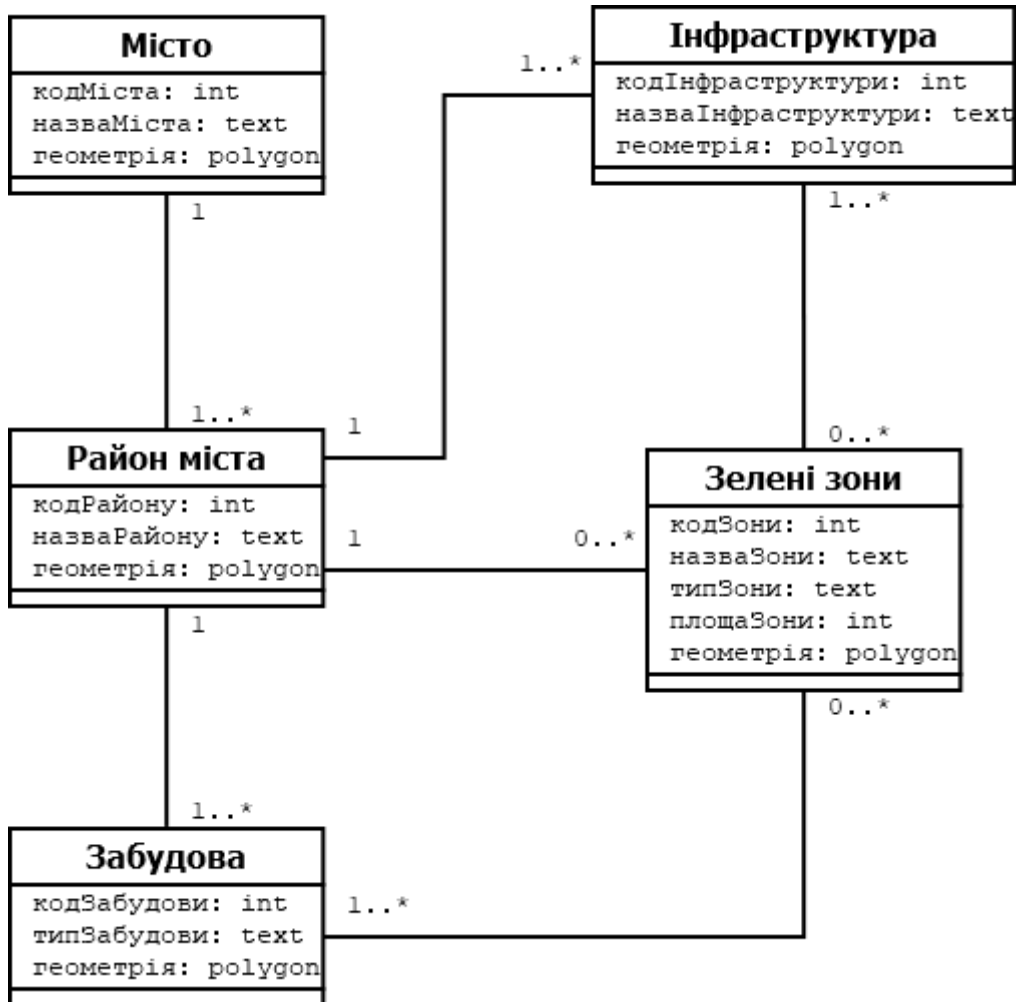 Місто
кодМіста: int
назваМіста: text
геометрія: polygon
1
Інфраструктура
кодІнфраструктури: int
назваІнфраструктури: text
геометрія: polygon
1..*
1..*
1..*
Район міста
кодРайону: int
назваРайону: text
геометрія: polygon
1
1
1
0..*
0..*
Зелені зони
кодЗони: int
назваЗони: text
типЗони: text
площаЗони: int
геометрія: polygon
0..*
1..*
Забудова
кодЗабудови: int
типЗабудови: text
геометрія: polygon
1..*